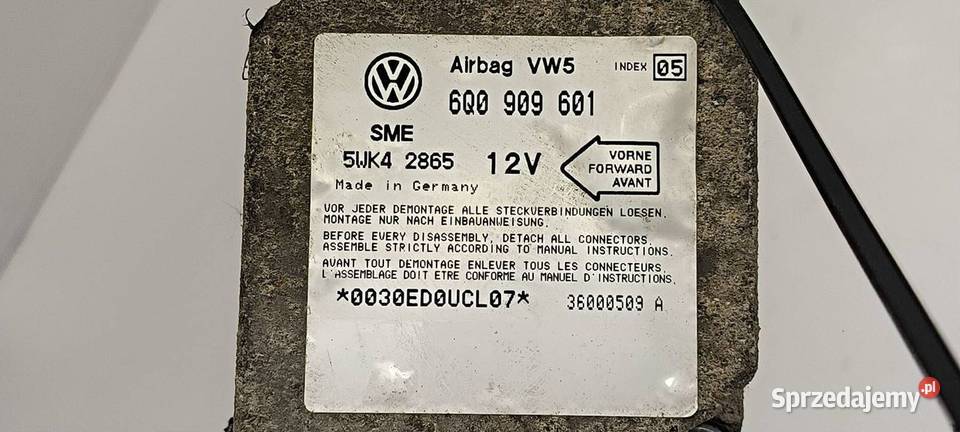 Airbag VW5 INDEX 05
6Q0 909 601
SME
5WK4 2865 12V
VORNE
FORWARD
AVANT
Made in Germany
VOR JEDER DEMONTAGE ALLE STECKVERBINDUNGEN LOESEN.
MONTAGE NUR NACH EINBAUANWEISUNG.
BEFORE EVERY DISASSEMBLY, DETACH ALL CONNECTORS.
ASSEMBLE STRICTLY ACCORDING TO MANUAL INSTRUCTIONS.
AVANT TOUT DEMONTAGE ENLEVER TOUS LES CONNECTEURS.
L'ASSEMBLAGE DOIT ETRE CONFORME AU MANUEL D'INSTRUCTIONS.
*0030ED0UCL07* 36000509 A
Sprzedajemy.pl